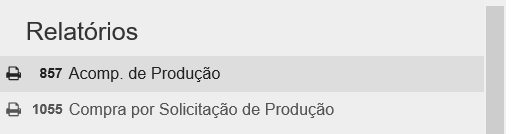 Relatórios
857 Acomp. de Produção
1055 Compra por Solicitação de Produção